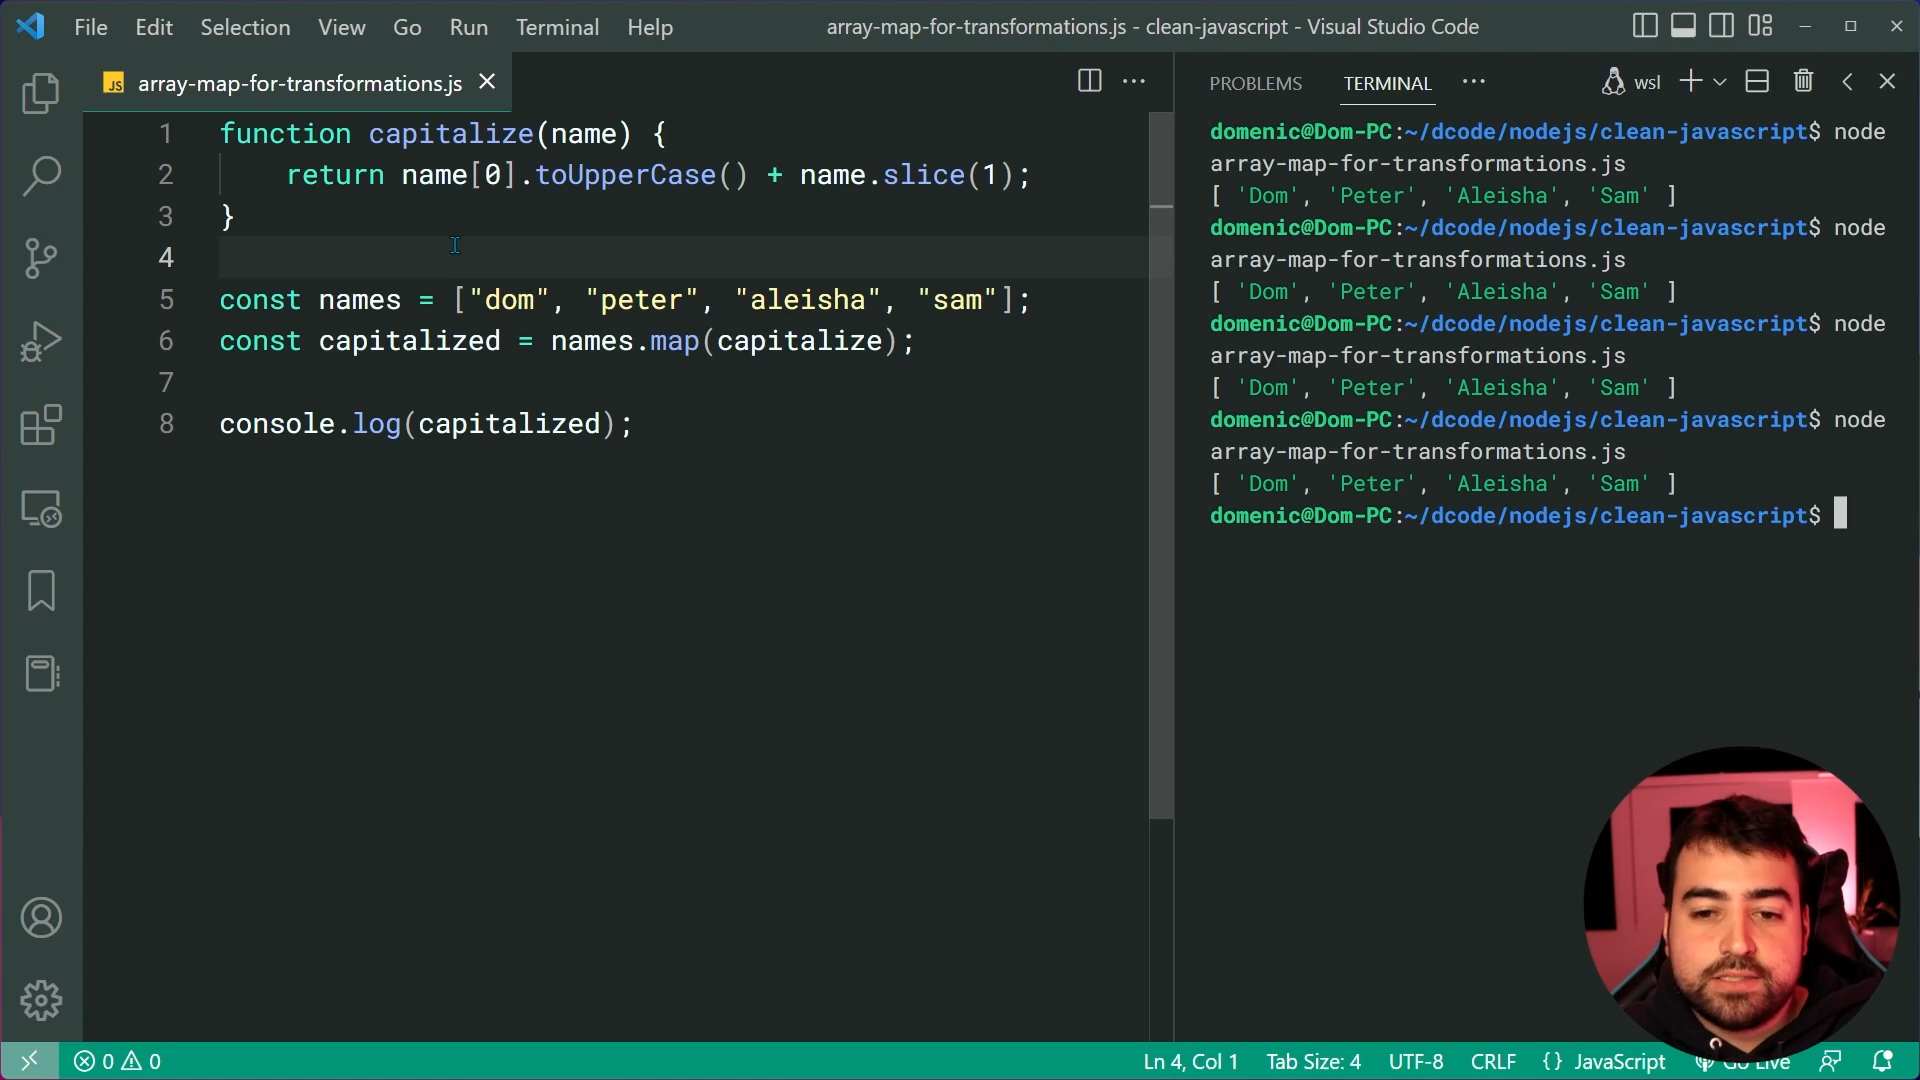 File Edit Selection View Go Run Terminal Help
array-map-for-transformations.js - clean-javascript - Visual Studio Code
JS array-map-for-transformations.js
1 function capitalize(name) {
2 return name[0].toUpperCase() + name.slice(1);
3 }
4
5 const names = ["dom", "peter", "aleisha", "sam"];
6 const capitalized = names.map(capitalize);
7
8 console.log(capitalized);
PROBLEMS TERMINAL wsl
domenic@Dom-PC:~/dcode/nodejs/clean-javascript$ node
array-map-for-transformations.js
[ 'Dom', 'Peter', 'Aleisha', 'Sam' ]
domenic@Dom-PC:~/dcode/nodejs/clean-javascript$ node
array-map-for-transformations.js
[ 'Dom', 'Peter', 'Aleisha', 'Sam' ]
domenic@Dom-PC:~/dcode/nodejs/clean-javascript$ node
array-map-for-transformations.js
[ 'Dom', 'Peter', 'Aleisha', 'Sam' ]
domenic@Dom-PC:~/dcode/nodejs/clean-javascript$ node
array-map-for-transformations.js
[ 'Dom', 'Peter', 'Aleisha', 'Sam' ]
domenic@Dom-PC:~/dcode/nodejs/clean-javascript$
0 0 Ln 4, Col 1 Tab Size: 4 UTF-8 CRLF {} JavaScript Go Live